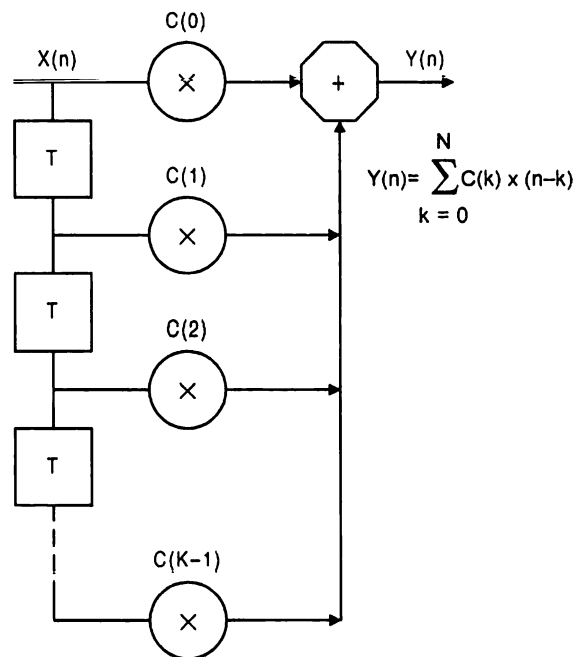 C(0)
X(n)
×
+
Y(n)
T
C(1)
×
N
Y(n)= ∑ C(k) x (n–k)
k = 0
T
C(2)
×
T
C(K–1)
×